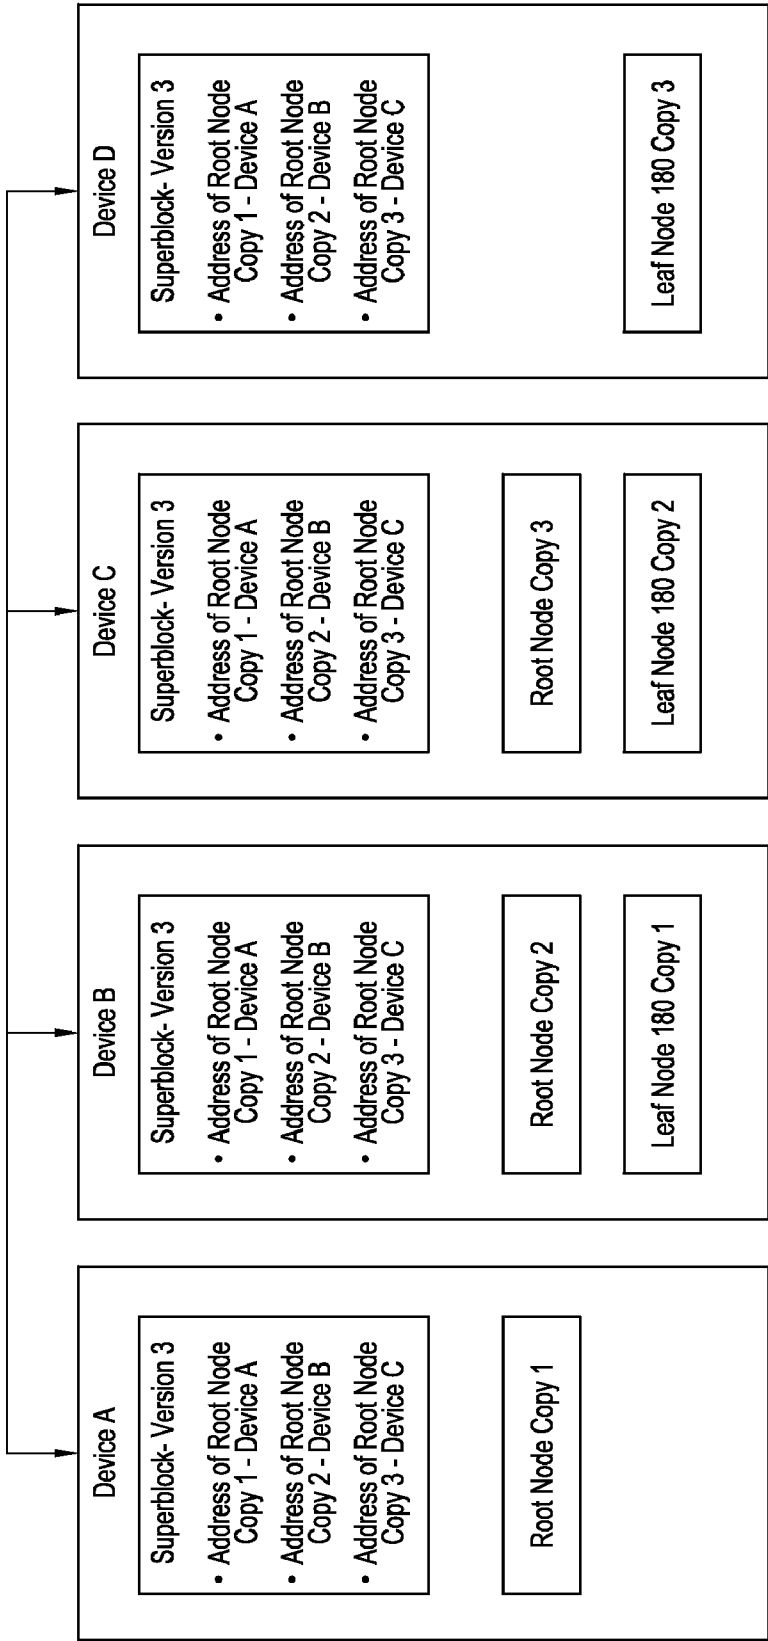 Device A
Superblock- Version 3
• Address of Root Node
Copy 1 - Device A
• Address of Root Node
Copy 2 - Device B
• Address of Root Node
Copy 3 - Device C
Root Node Copy 1
Device B
Superblock- Version 3
• Address of Root Node
Copy 1 - Device A
• Address of Root Node
Copy 2 - Device B
• Address of Root Node
Copy 3 - Device C
Root Node Copy 2
Leaf Node 180 Copy 1
Device C
Superblock- Version 3
• Address of Root Node
Copy 1 - Device A
• Address of Root Node
Copy 2 - Device B
• Address of Root Node
Copy 3 - Device C
Root Node Copy 3
Leaf Node 180 Copy 2
Device D
Superblock- Version 3
• Address of Root Node
Copy 1 - Device A
• Address of Root Node
Copy 2 - Device B
• Address of Root Node
Copy 3 - Device C
Leaf Node 180 Copy 3